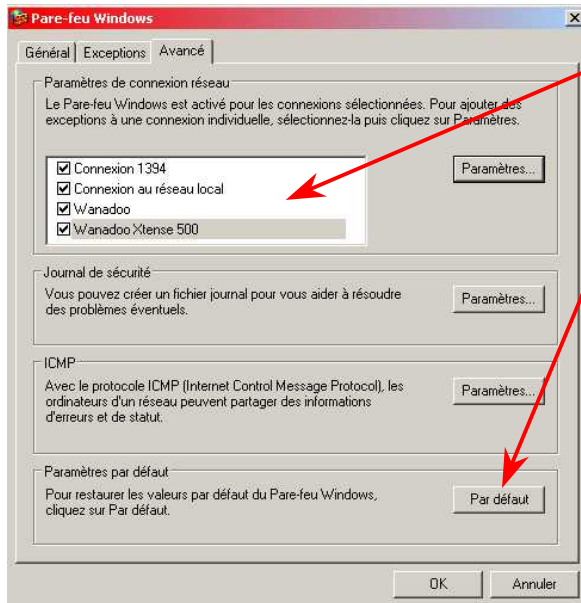 Pare-feu Windows
Général Exceptions Avancé
Paramètres de connexion réseau
Le Pare-feu Windows est activé pour les connexions sélectionnées. Pour ajouter des
exceptions à une connexion individuelle, sélectionnez-la puis cliquez sur Paramètres.
Connexion 1394
Connexion au réseau local
Wanadoo
Wanadoo Xtense 500
Paramètres...
Journal de sécurité
Vous pouvez créer un fichier journal pour vous aider à résoudre
des problèmes éventuels.
Paramètres...
ICMP
Avec le protocole ICMP (Internet Control Message Protocol), les
ordinateurs d'un réseau peuvent partager des informations
d'erreurs et de statut.
Paramètres...
Paramètres par défaut
Pour restaurer les valeurs par défaut du Pare-feu Windows,
cliquez sur Par défaut.
Par défaut
OK Annuler